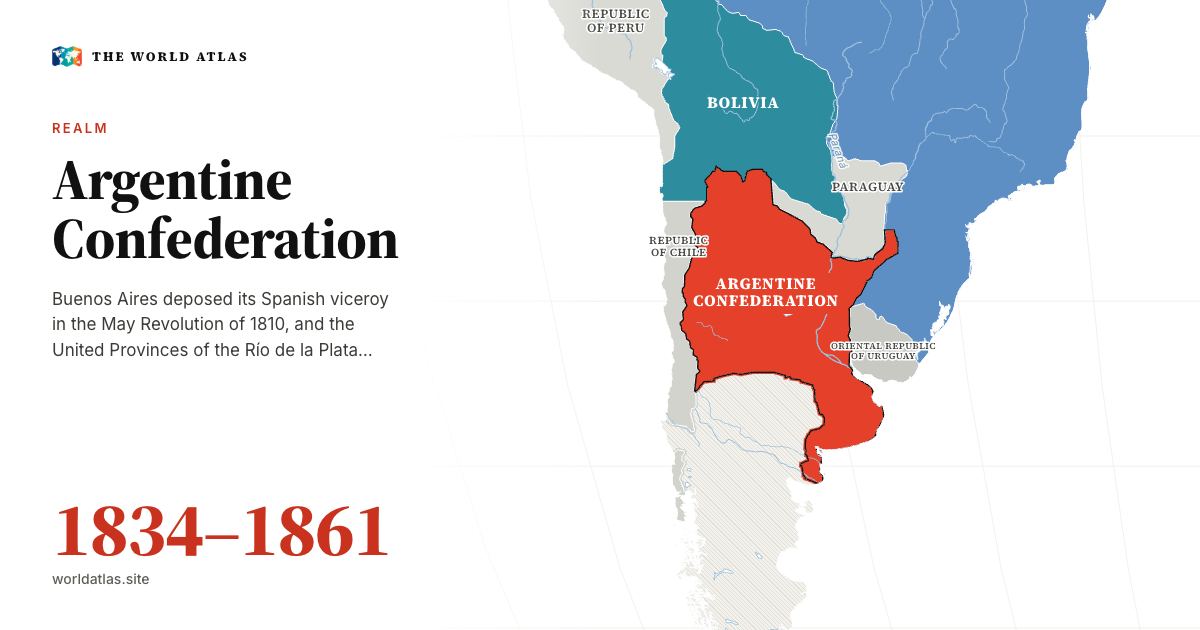 THE WORLD ATLAS
REALM
Argentine
Confederation
Buenos Aires deposed its Spanish viceroy
in the May Revolution of 1810, and the
United Provinces of the Río de la Plata...
1834–1861
worldatlas.site
REPUBLIC
OF PERU
BOLIVIA
Paraná
PARAGUAY
REPUBLIC
OF CHILE
ARGENTINE
CONFEDERATION
ORIENTAL REPUBLIC
OF URUGUAY